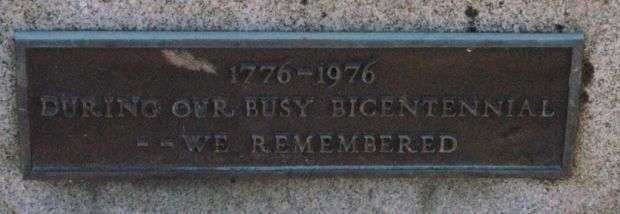 1776-1976
DURING OUR BUSY BICENTENNIAL
--WE REMEMBERED